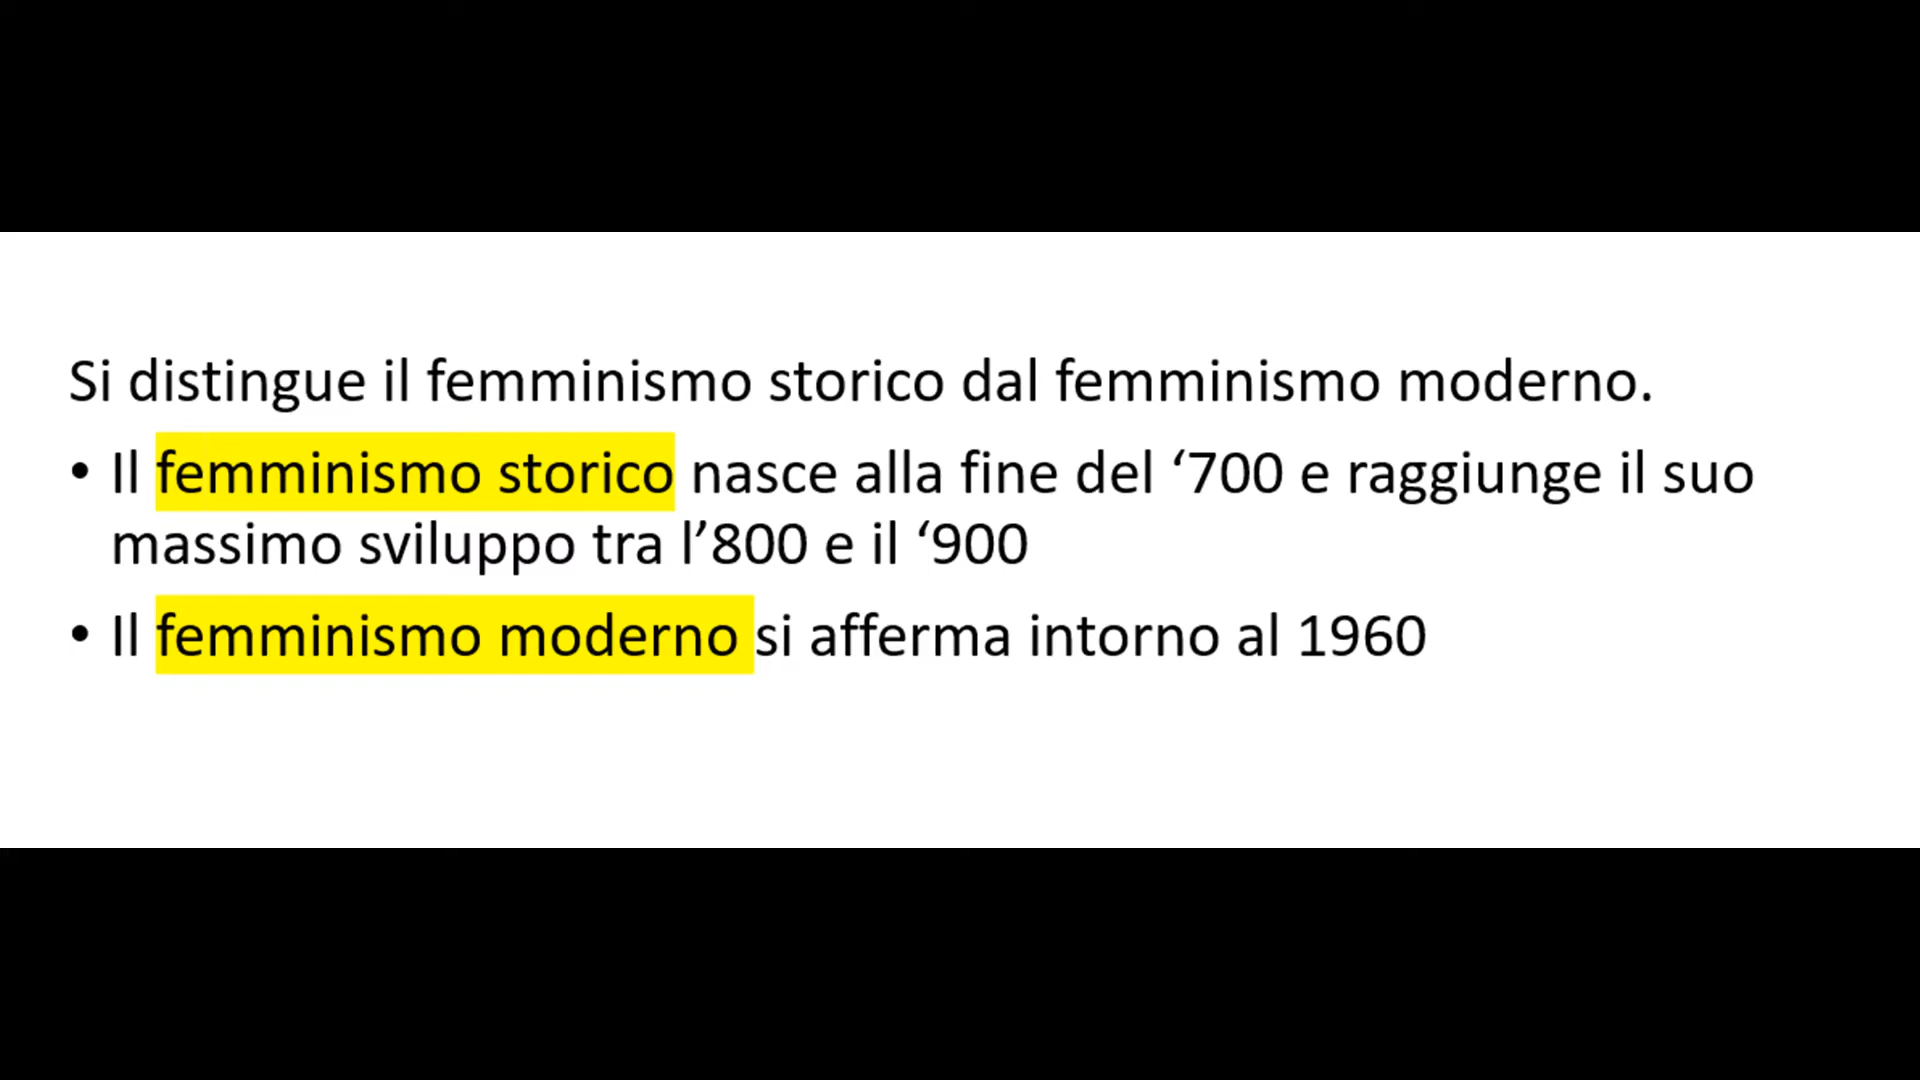 Si distingue il femminismo storico dal femminismo moderno.
• Il femminismo storico nasce alla fine del ‘700 e raggiunge il suo
massimo sviluppo tra l’800 e il ‘900
• Il femminismo moderno si afferma intorno al 1960